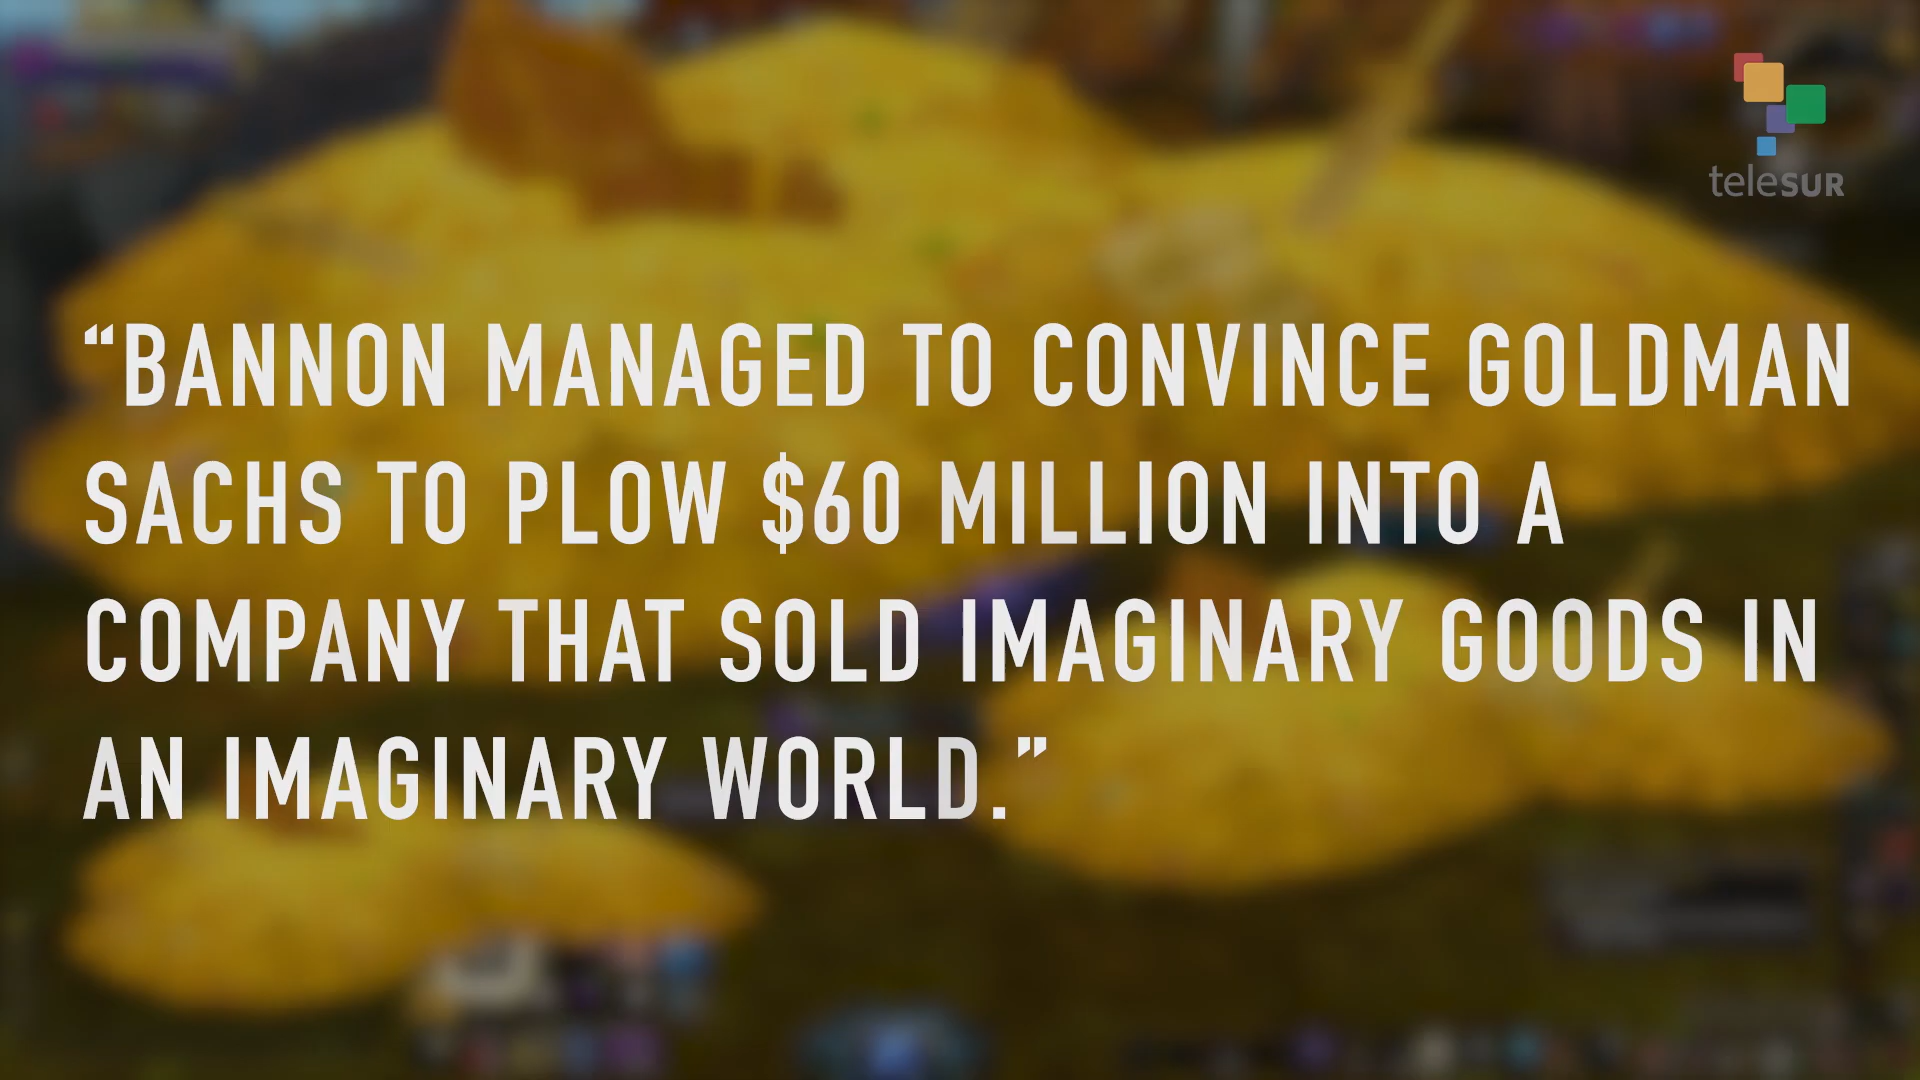 teleSUR
“BANNON MANAGED TO CONVINCE GOLDMAN
SACHS TO PLOW $60 MILLION INTO A
COMPANY THAT SOLD IMAGINARY GOODS IN
AN IMAGINARY WORLD.”